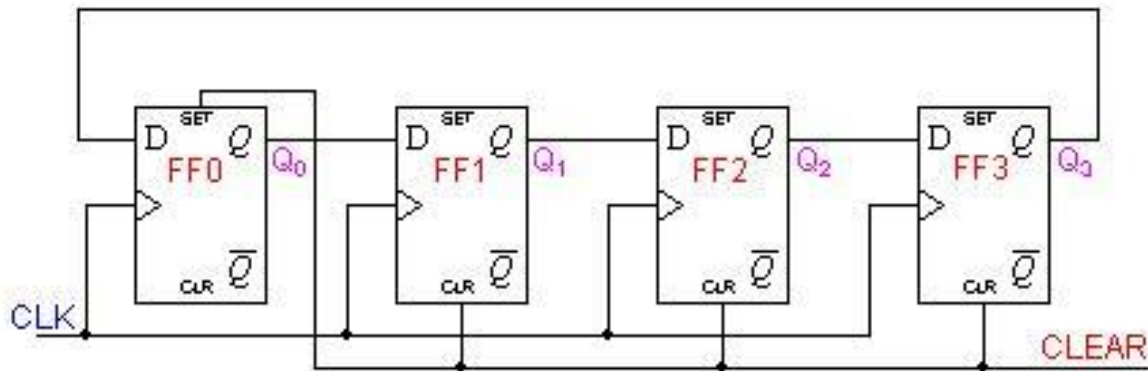 SET SET SET SET
D Q Q₀ D Q Q₁ D Q Q₂ D Q Q₃
FF0 FF1 FF2 FF3
Q̅ Q̅ Q̅ Q̅
CLR CLR CLR CLR
CLK
CLEAR